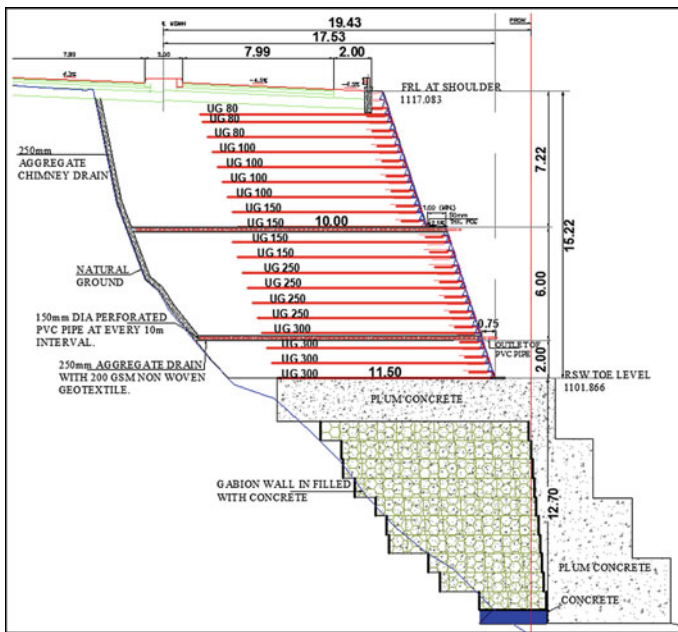 19.43
17.53
7.99
2.00
FRL AT SHOULDER
1117.083
UG 80
UG 80
UG 80
UG 100
UG 100
UG 100
UG 100
UG 150
UG 150
UG 150
UG 150
UG 250
UG 250
UG 250
UG 250
UG 300
UG 300
UG 300
UG 300
10.00
11.50
250mm
AGGREGATE
CHIMNEY DRAIN
NATURAL
GROUND
150mm DIA PERFORATED
PVC PIPE AT EVERY 10m
INTERVAL.
250mm AGGREGATE DRAIN
WITH 200 GSM NON WOVEN
GEOTEXTILE.
7.22
15.22
6.00
2.00
0.75
OUTLET OF
PVC PIPE
RSW TOE LEVEL
1101.866
PLUM CONCRETE
GABION WALL IN FILLED
WITH CONCRETE
12.70
PLUM CONCRETE
CONCRETE